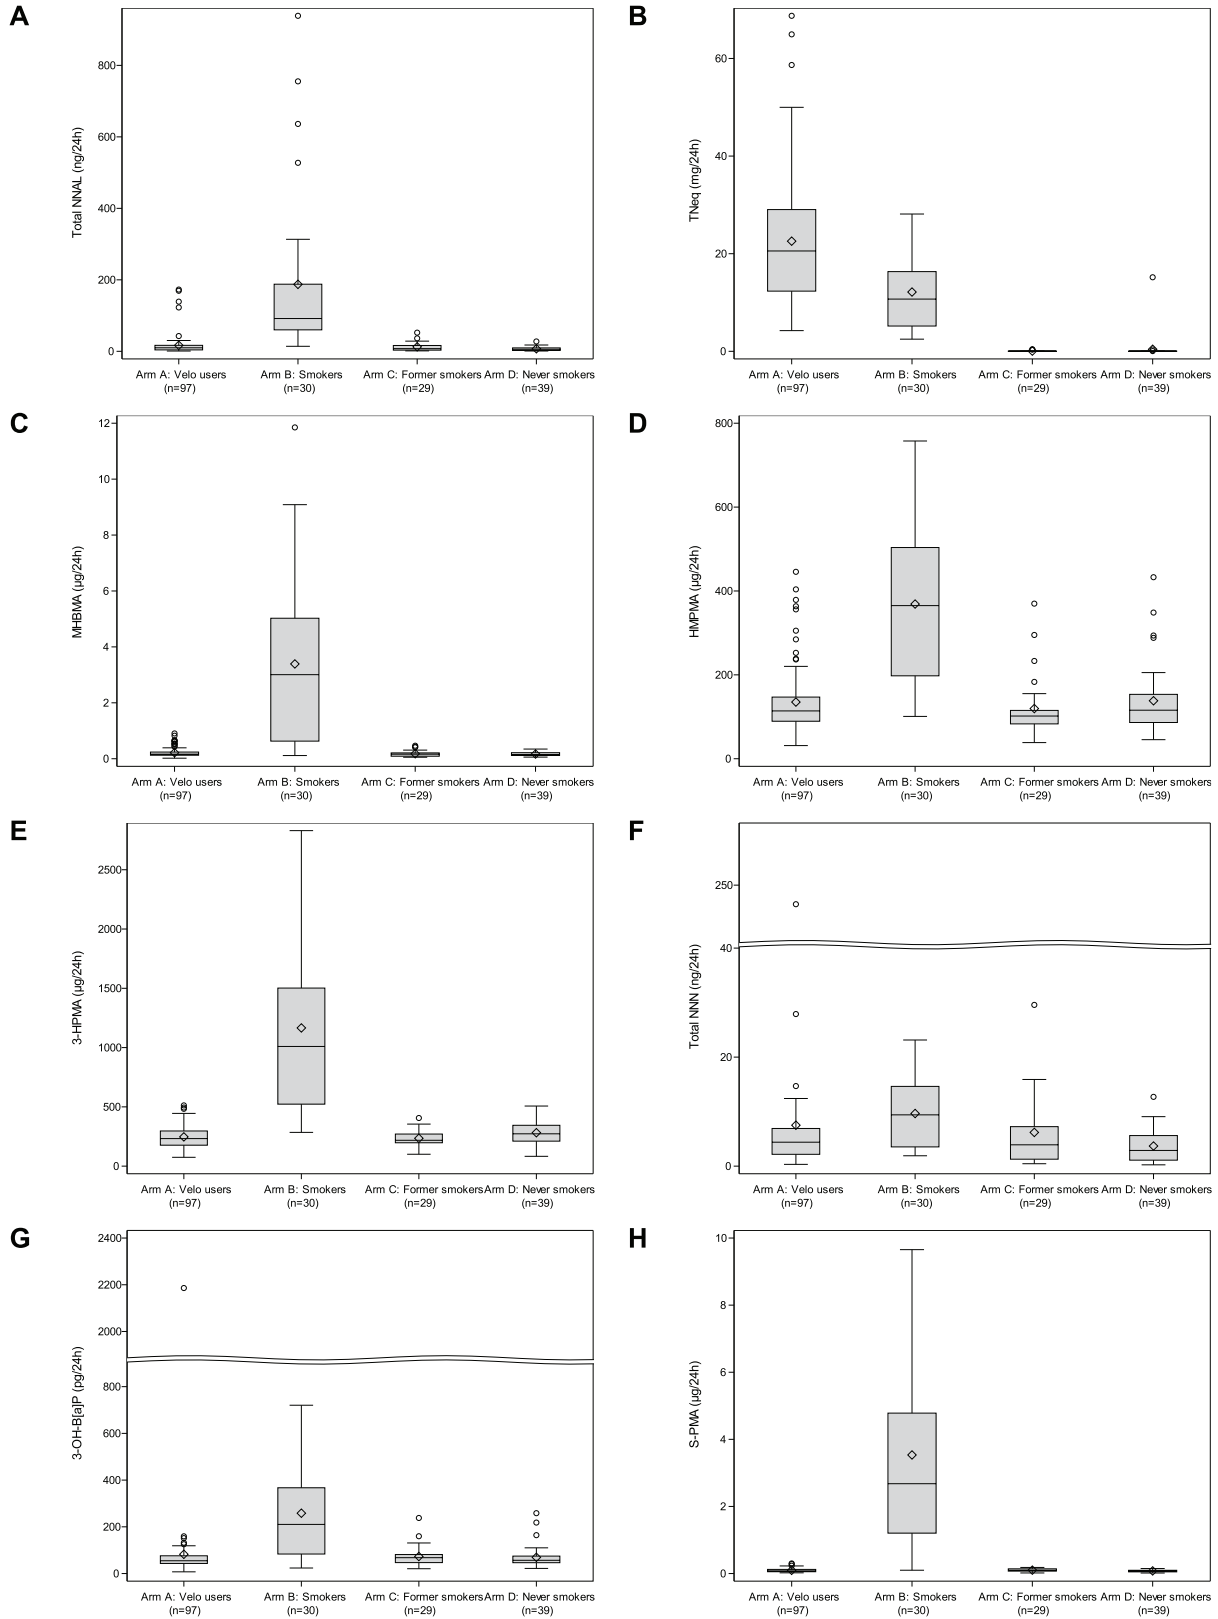 A
Total NNAL (ng/24h)
800
600
400
200
0
Arm A: Velo users
(n=97)
Arm B: Smokers
(n=30)
Arm C: Former smokers
(n=29)
Arm D: Never smokers
(n=39)
B
TNeq (mg/24h)
60
40
20
0
Arm A: Velo users
(n=97)
Arm B: Smokers
(n=30)
Arm C: Former smokers
(n=29)
Arm D: Never smokers
(n=39)
C
MHBMA (µg/24h)
12
10
8
6
4
2
0
Arm A: Velo users
(n=97)
Arm B: Smokers
(n=30)
Arm C: Former smokers
(n=29)
Arm D: Never smokers
(n=39)
D
HMPMA (µg/24h)
800
600
400
200
0
Arm A: Velo users
(n=97)
Arm B: Smokers
(n=30)
Arm C: Former smokers
(n=29)
Arm D: Never smokers
(n=39)
E
3-HPMA (µg/24h)
2500
2000
1500
1000
500
0
Arm A: Velo users
(n=97)
Arm B: Smokers
(n=30)
Arm C: Former smokers
(n=29)
Arm D: Never smokers
(n=39)
F
Total NNN (ng/24h)
250
40
20
0
Arm A: Velo users
(n=97)
Arm B: Smokers
(n=30)
Arm C: Former smokers
(n=29)
Arm D: Never smokers
(n=39)
G
3-OH-B[a]P (pg/24h)
2400
2200
2000
800
600
400
200
0
Arm A: Velo users
(n=97)
Arm B: Smokers
(n=30)
Arm C: Former smokers
(n=29)
Arm D: Never smokers
(n=39)
H
S-PMA (µg/24h)
10
8
6
4
2
0
Arm A: Velo users
(n=97)
Arm B: Smokers
(n=30)
Arm C: Former smokers
(n=29)
Arm D: Never smokers
(n=39)